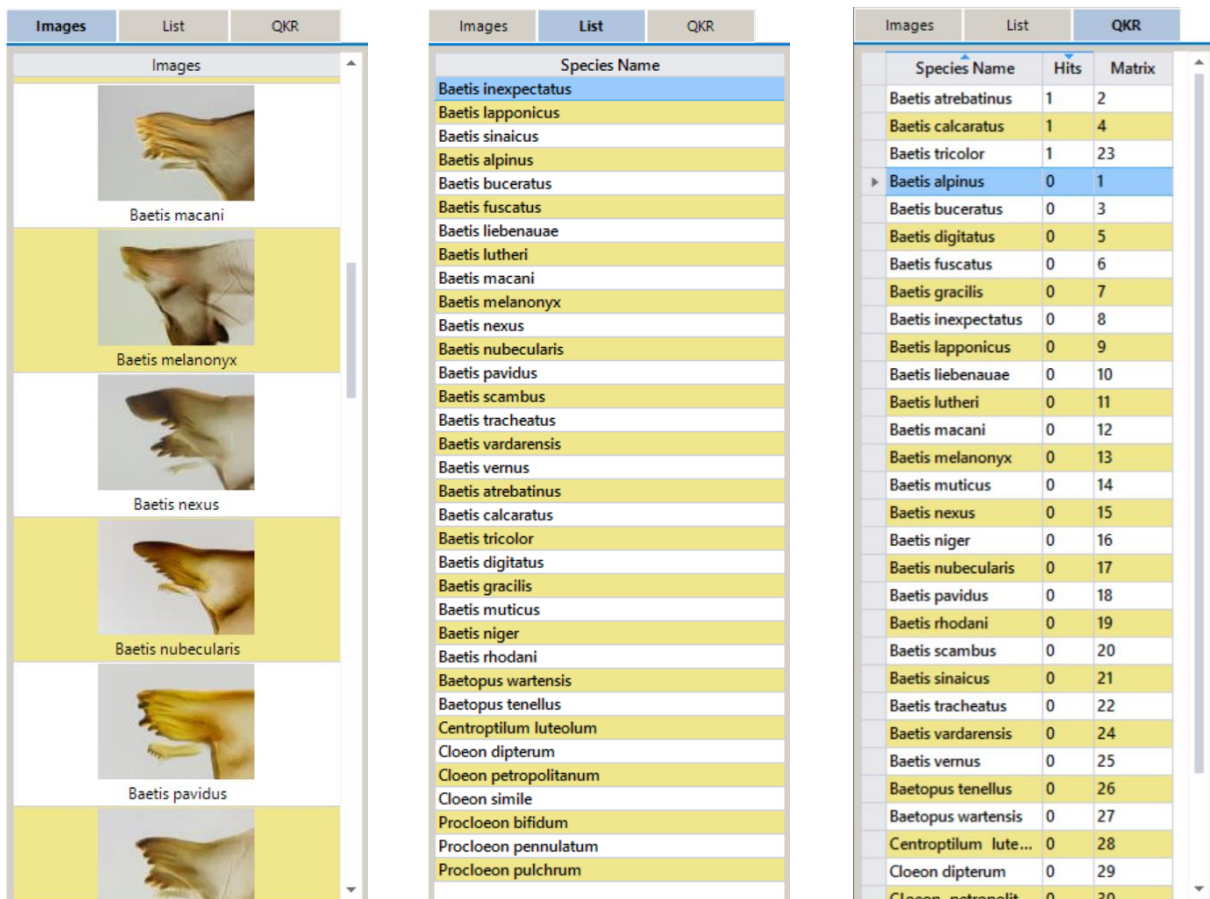 Images List QKR
Images
Baetis macani
Baetis melanonyx
Baetis nexus
Baetis nubecularis
Baetis pavidus
Images List QKR
Species Name
Baetis inexpectatus
Baetis lapponicus
Baetis sinaicus
Baetis alpinus
Baetis buceratus
Baetis fuscatus
Baetis liebenauae
Baetis lutheri
Baetis macani
Baetis melanonyx
Baetis nexus
Baetis nubecularis
Baetis pavidus
Baetis scambus
Baetis tracheatus
Baetis vardarensis
Baetis vernus
Baetis atrebatinus
Baetis calcaratus
Baetis tricolor
Baetis digitatus
Baetis gracilis
Baetis muticus
Baetis niger
Baetis rhodani
Baetopus wartensis
Baetopus tenellus
Centroptilum luteolum
Cloeon dipterum
Cloeon petropolitanum
Cloeon simile
Procloeon bifidum
Procloeon pennulatum
Procloeon pulchrum
Images List QKR
Species Name Hits Matrix
Baetis atrebatinus 1 2
Baetis calcaratus 1 4
Baetis tricolor 1 23
Baetis alpinus 0 1
Baetis buceratus 0 3
Baetis digitatus 0 5
Baetis fuscatus 0 6
Baetis gracilis 0 7
Baetis inexpectatus 0 8
Baetis lapponicus 0 9
Baetis liebenauae 0 10
Baetis lutheri 0 11
Baetis macani 0 12
Baetis melanonyx 0 13
Baetis muticus 0 14
Baetis nexus 0 15
Baetis niger 0 16
Baetis nubecularis 0 17
Baetis pavidus 0 18
Baetis rhodani 0 19
Baetis scambus 0 20
Baetis sinaicus 0 21
Baetis tracheatus 0 22
Baetis vardarensis 0 24
Baetis vernus 0 25
Baetopus tenellus 0 26
Baetopus wartensis 0 27
Centroptilum lute... 0 28
Cloeon dipterum 0 29
Cloeon petropolit... 0 30